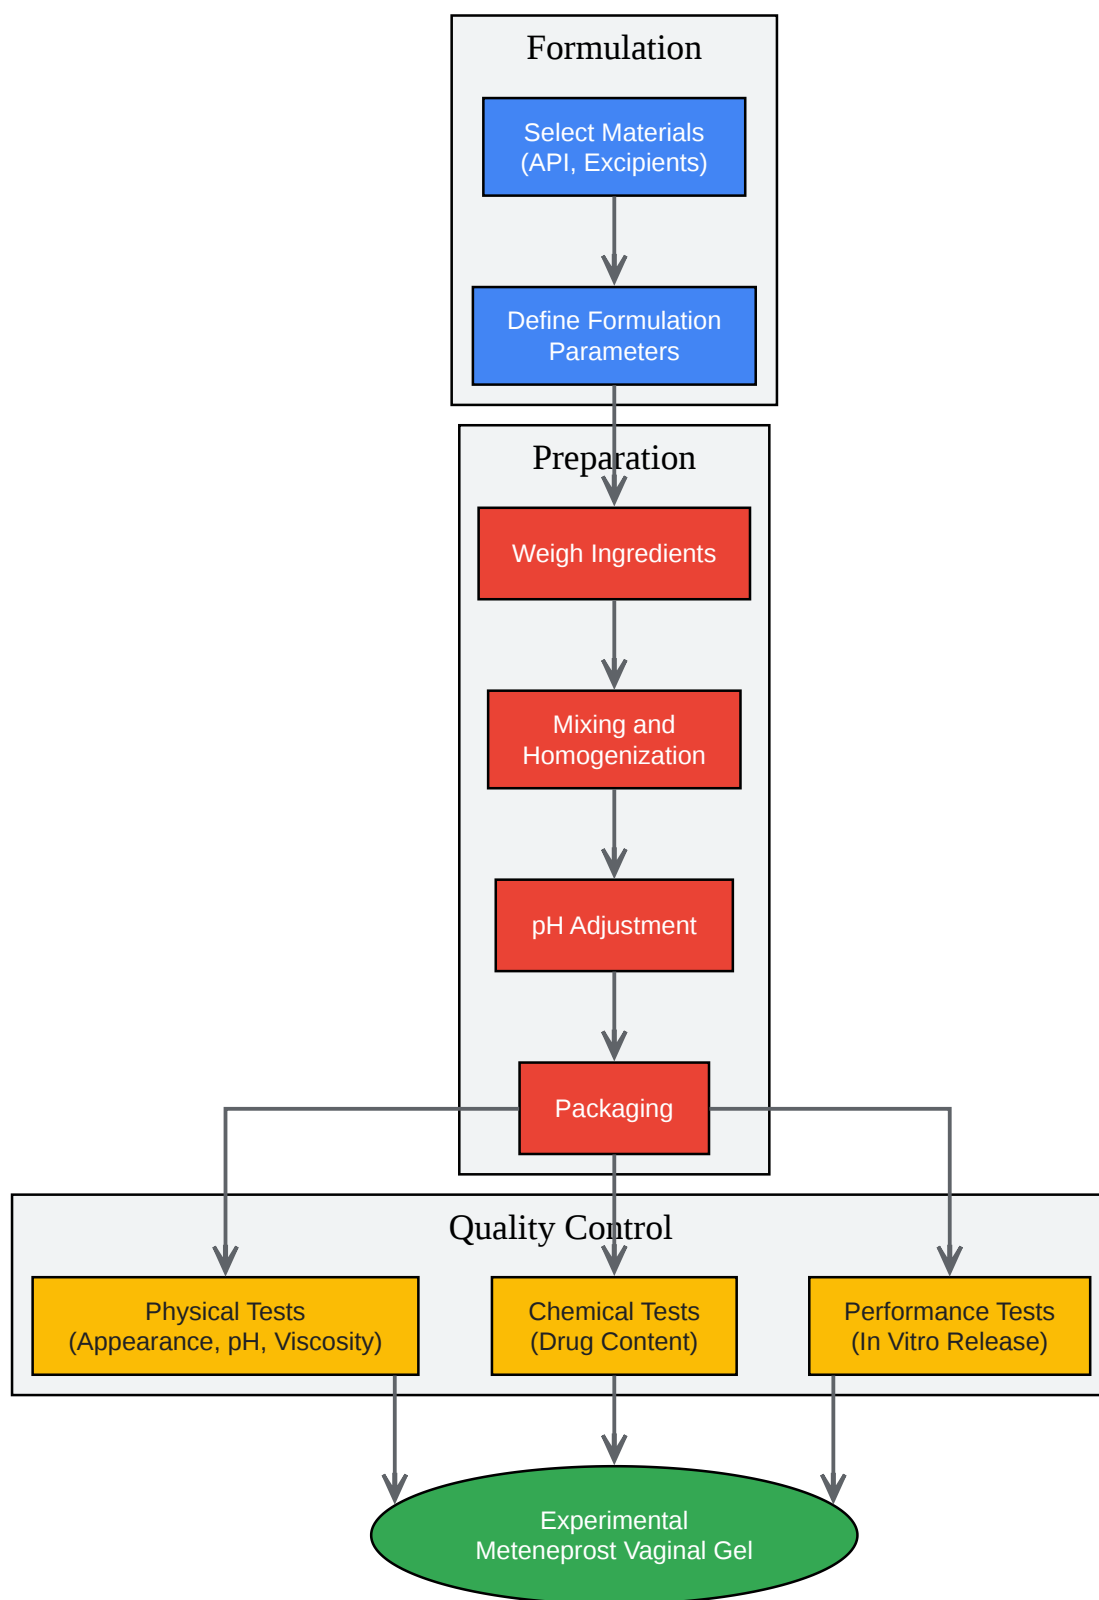 Formulation
Select Materials
(API, Excipients)
Define Formulation
Parameters
Preparation
Weigh Ingredients
Mixing and
Homogenization
pH Adjustment
Packaging
Quality Control
Physical Tests
(Appearance, pH, Viscosity)
Chemical Tests
(Drug Content)
Performance Tests
(In Vitro Release)
Experimental
Meteneprost Vaginal Gel